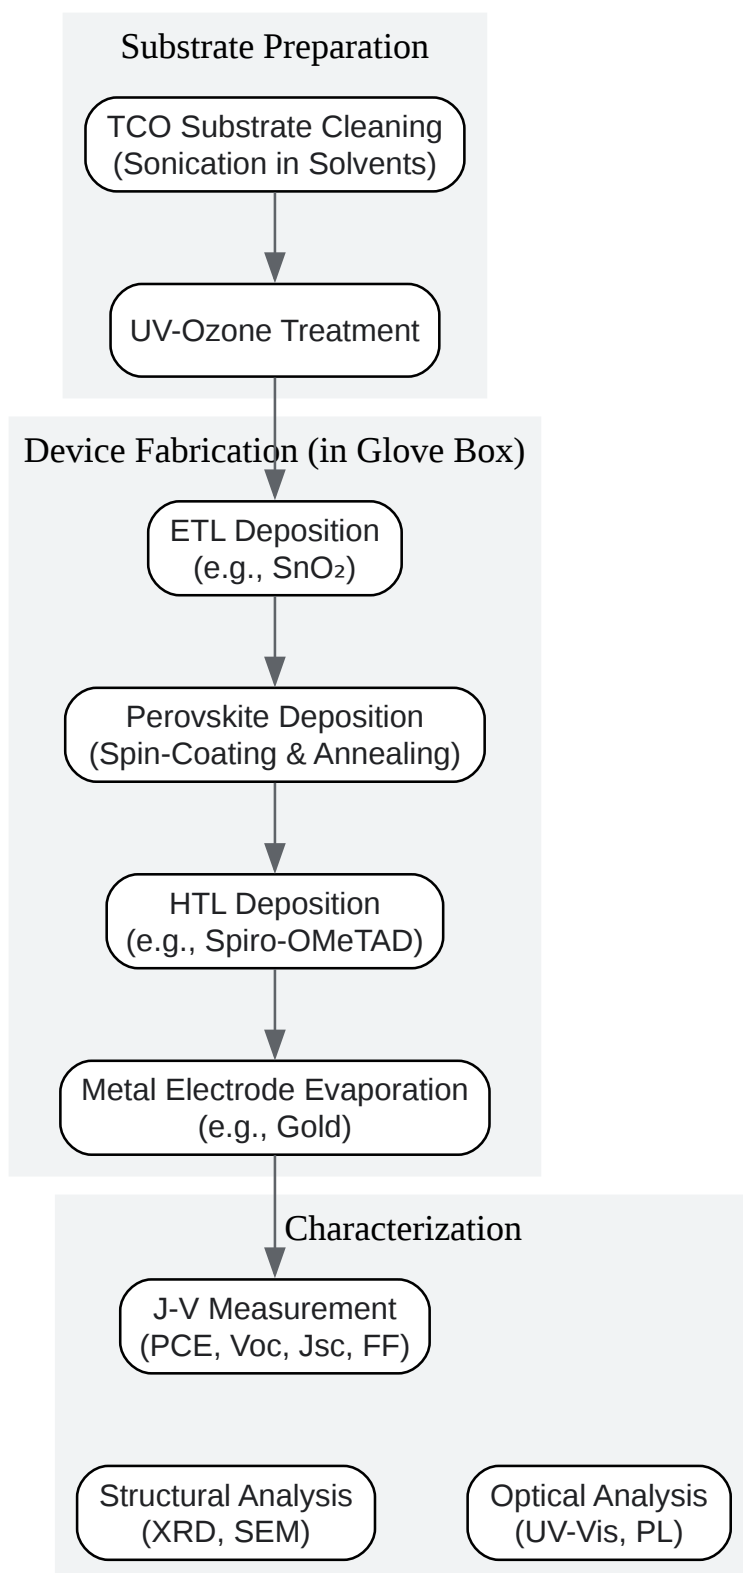 Substrate Preparation
TCO Substrate Cleaning
(Sonication in Solvents)
UV-Ozone Treatment
Device Fabrication (in Glove Box)
ETL Deposition
(e.g., SnO₂)
Perovskite Deposition
(Spin-Coating & Annealing)
HTL Deposition
(e.g., Spiro-OMeTAD)
Metal Electrode Evaporation
(e.g., Gold)
Characterization
J-V Measurement
(PCE, Voc, Jsc, FF)
Structural Analysis
(XRD, SEM)
Optical Analysis
(UV-Vis, PL)